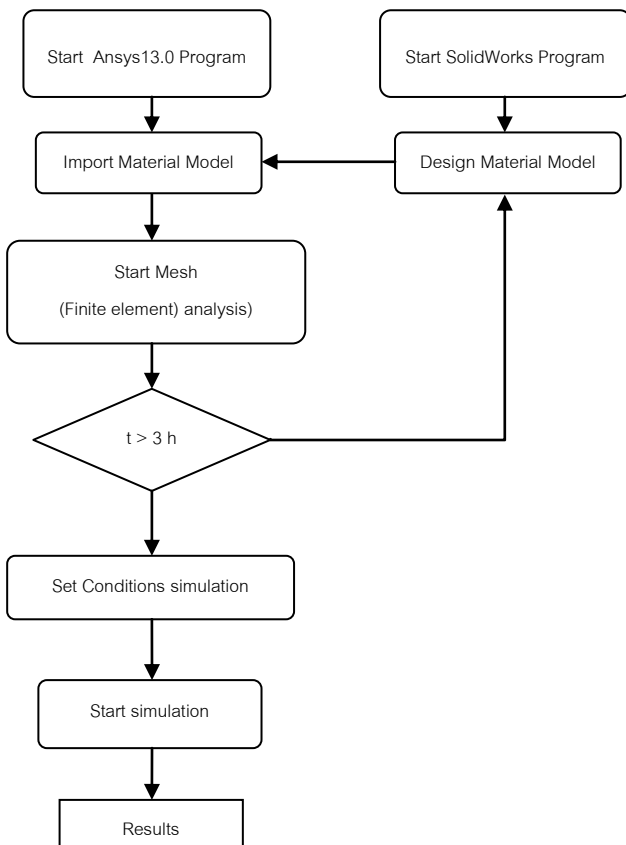 Start Ansys13.0 Program
Start SolidWorks Program
Import Material Model
Design Material Model
Start Mesh
(Finite element) analysis)
t > 3 h
Set Conditions simulation
Start simulation
Results